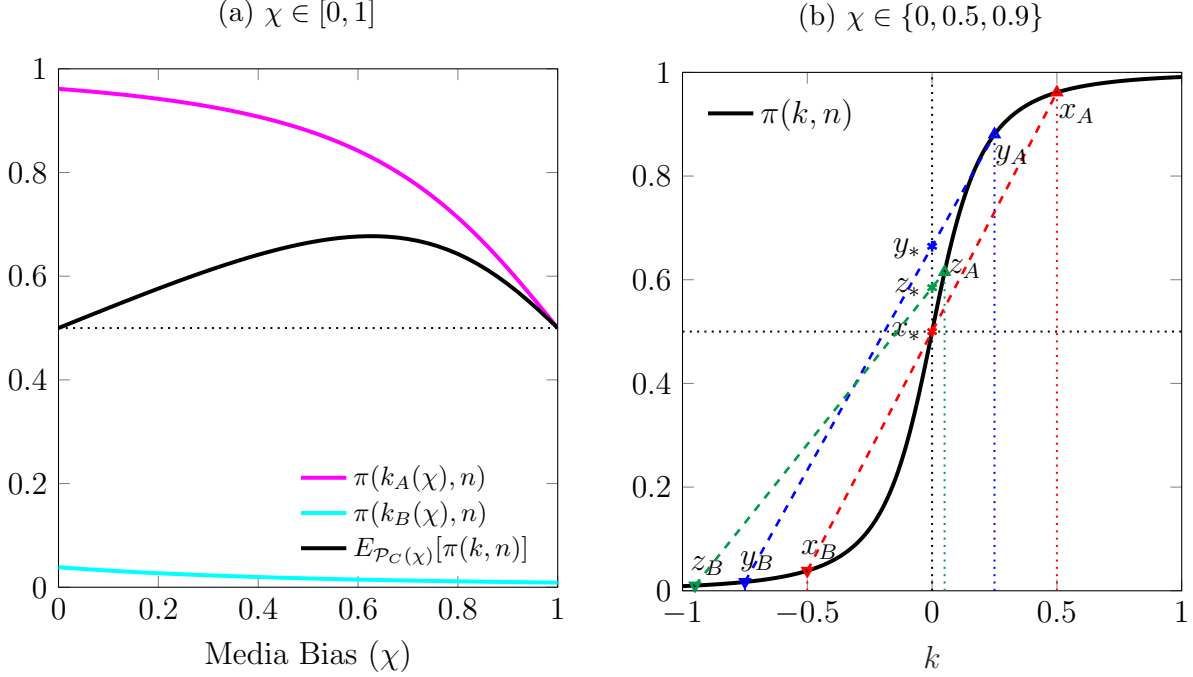 (a) χ ∈ [0, 1]
1
0.8
0.6
0.4
0.2
0
0
0.2
0.4
0.6
0.8
1
π(k_A(χ), n)
π(k_B(χ), n)
E_{𝒫_C(χ)}[π(k, n)]
Media Bias (χ)
(b) χ ∈ {0, 0.5, 0.9}
1
0.8
0.6
0.4
0.2
0
−1
−0.5
0
0.5
1
π(k, n)
x_A
y_A
y_*
z_A
z_*
x_*
x_B
y_B
z_B
k